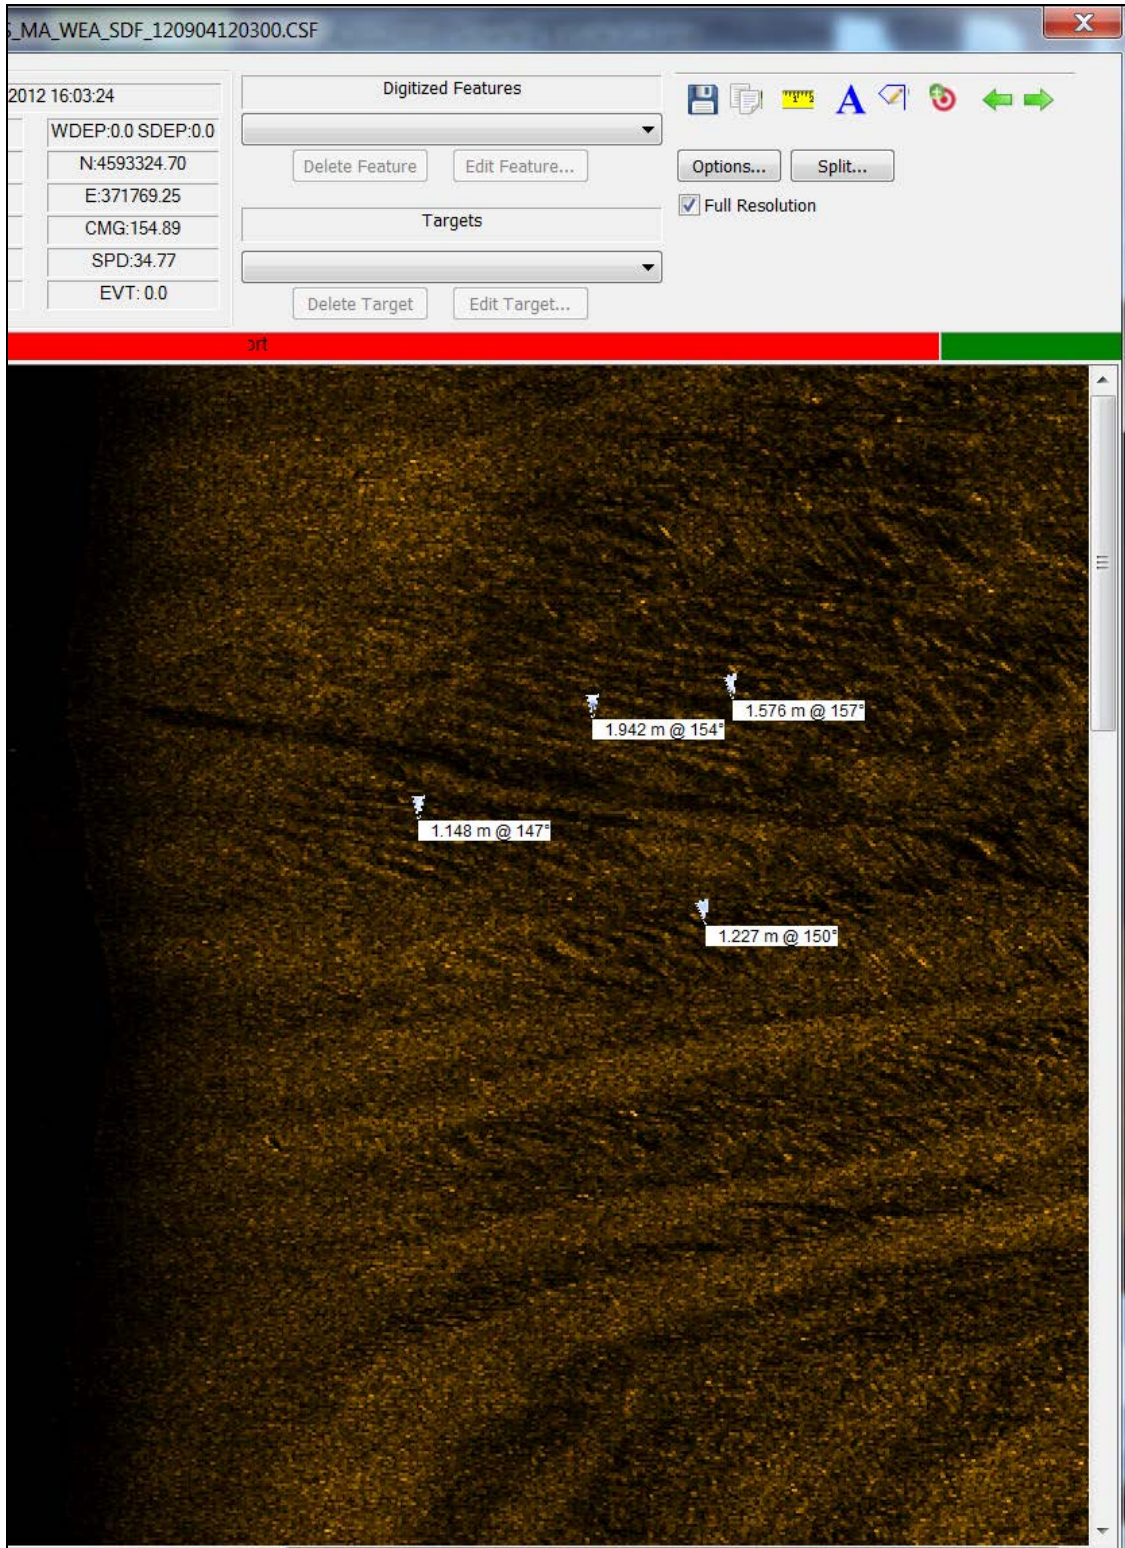 S_MA_WEA_SDF_120904120300.CSF
2012 16:03:24
WDEP:0.0 SDEP:0.0
N:4593324.70
E:371769.25
CMG:154.89
SPD:34.77
EVT: 0.0
Digitized Features
Delete Feature Edit Feature...
Targets
Delete Target Edit Target...
A
Options... Split...
Full Resolution
ort
1.576 m @ 157°
1.942 m @ 154°
1.148 m @ 147°
1.227 m @ 150°